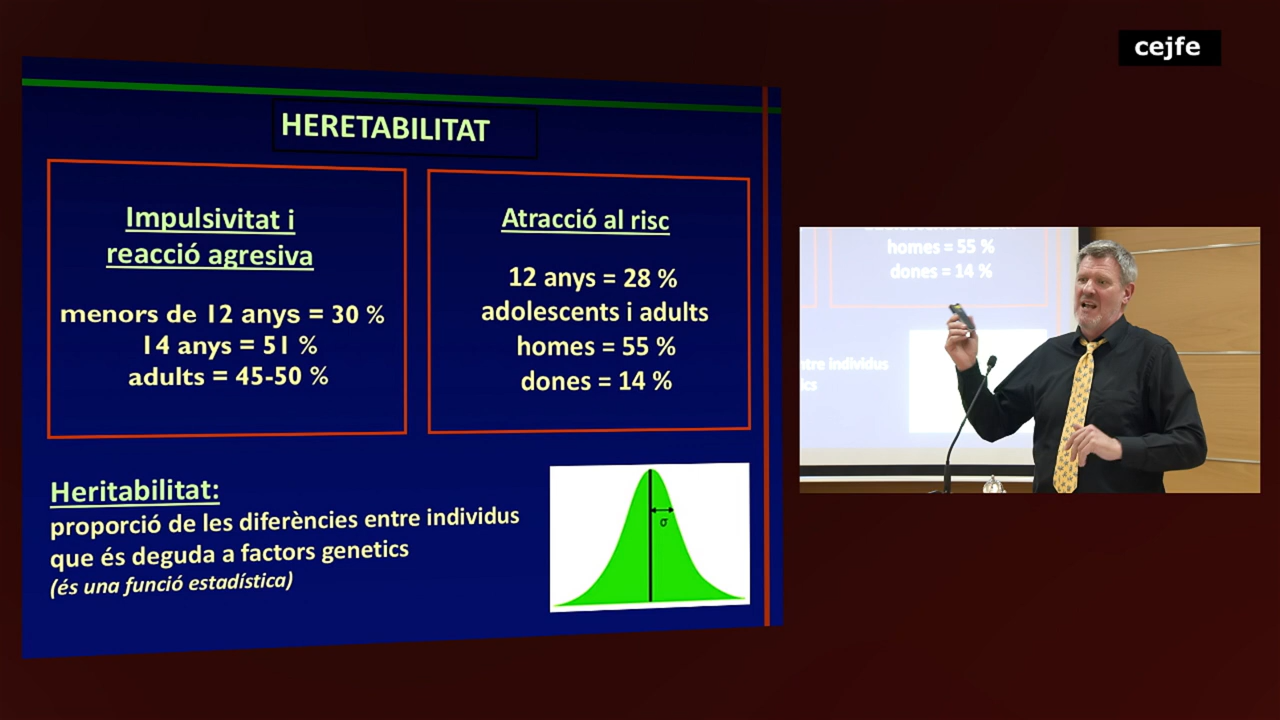 cejfe
HERETABILITAT
Impulsivitat i
reacció agresiva
menors de 12 anys = 30 %
14 anys = 51 %
adults = 45-50 %
Atracció al risc
12 anys = 28 %
adolescents i adults
homes = 55 %
dones = 14 %
Heritabilitat:
proporció de les diferències entre individus
que és deguda a factors genetics
(és una funció estadística)
σ
homes = 55 %
dones = 14 %
entre individus